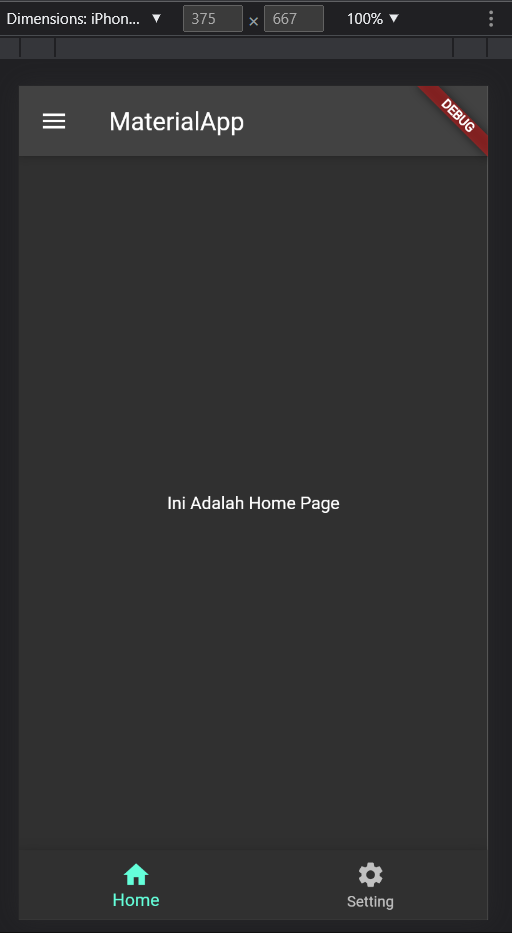 Dimensions: iPhon... 375 × 667 100%
MaterialApp
DEBUG
Ini Adalah Home Page
Home
Setting